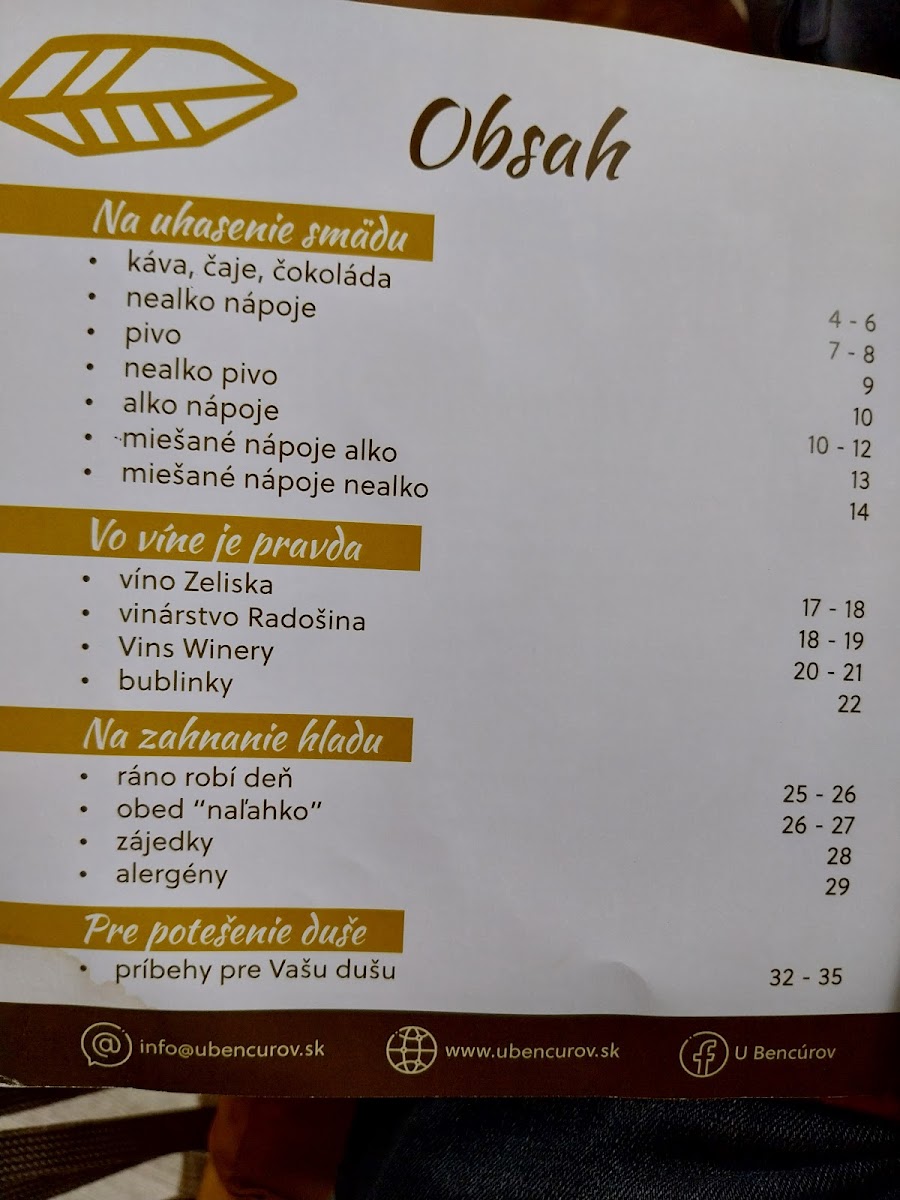 Obsah
Na uhasenie smädu
• káva, čaje, čokoláda 4 - 6
• nealko nápoje 7 - 8
• pivo 9
• nealko pivo 10
• alko nápoje 10 - 12
• miešané nápoje alko 13
• miešané nápoje nealko 14
Vo víne je pravda
• víno Zeliska 17 - 18
• vinárstvo Radošina 18 - 19
• Vins Winery 20 - 21
• bublinky 22
Na zahnanie hladu
• ráno robí deň 25 - 26
• obed "naľahko" 26 - 27
• zájedky 28
• alergény 29
Pre potešenie duše
• príbehy pre Vašu dušu 32 - 35
info@ubencurov.sk www.ubencurov.sk U Bencúrov